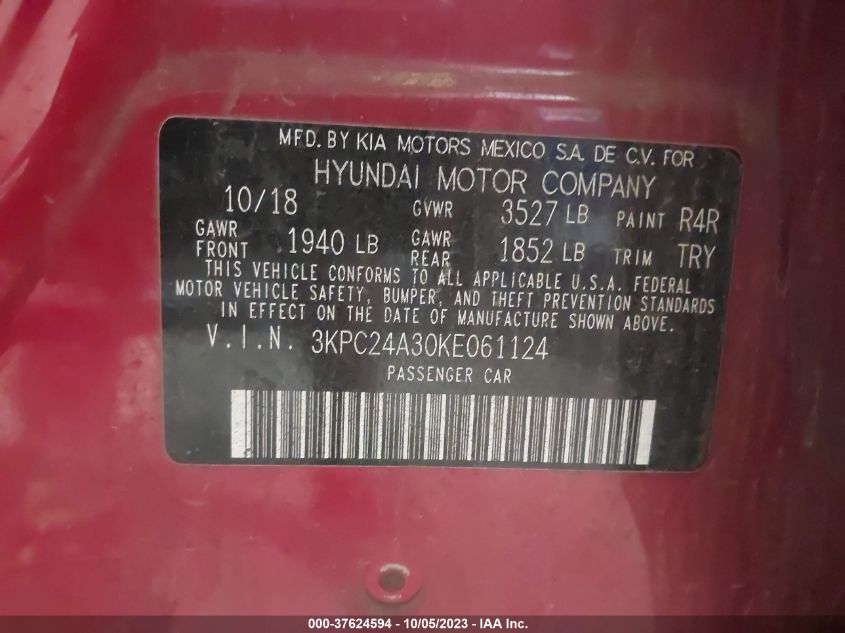 MFD. BY KIA MOTORS MEXICO S.A. DE C.V. FOR
HYUNDAI MOTOR COMPANY
10/18 GVWR 3527 LB PAINT R4R
GAWR FRONT 1940 LB GAWR REAR 1852 LB TRIM TRY
THIS VEHICLE CONFORMS TO ALL APPLICABLE U.S.A. FEDERAL
MOTOR VEHICLE SAFETY, BUMPER, AND THEFT PREVENTION STANDARDS
IN EFFECT ON THE DATE OF MANUFACTURE SHOWN ABOVE.
V.I.N. 3KPC24A30KE061124
PASSENGER CAR
000-37624594 - 10/05/2023 - IAA Inc.